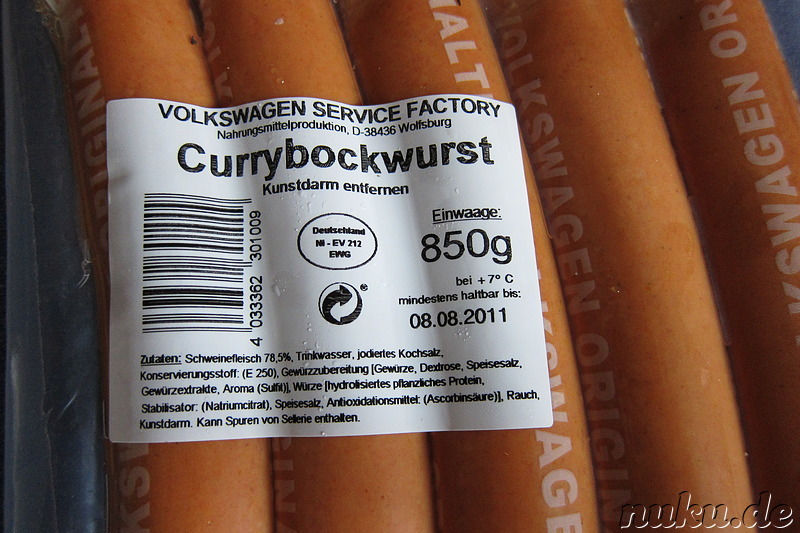 VOLKSWAGEN SERVICE FACTORY
Nahrungsmittelproduktion, D-38436 Wolfsburg
Currybockwurst
Kunstdarm entfernen
4 033362 301009
Deutschland
NI - EV 212
EWG
®
Einwaage:
850g
bei +7° C
mindestens haltbar bis:
08.08.2011
Zutaten: Schweinefleisch 78,5%, Trinkwasser, jodiertes Kochsalz,
Konservierungsstoff: (E 250), Gewürzzubereitung [Gewürze, Dextrose, Speisesalz,
Gewürzextrakte, Aroma (Sulfit)], Würze [hydrolisiertes pflanzliches Protein,
Stabilisator: (Natriumcitrat), Speisesalz, Antioxidationsmittel: (Ascorbinsäure)], Rauch,
Kunstdarm. Kann Spuren von Sellerie enthalten.
ORIGINAL
VOLKSWAGEN ORIGIN
VOLKSWAGEN OR
LKSWAGEN
nuku.de